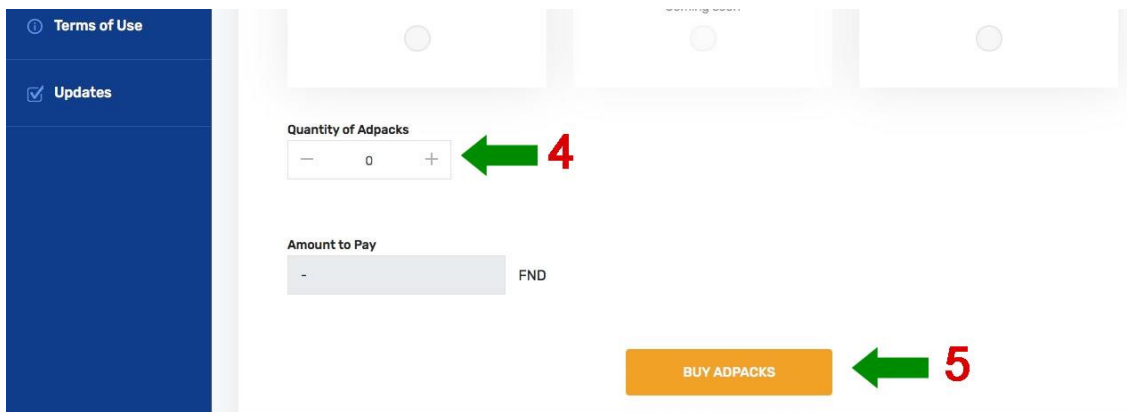 Terms of Use
Updates
Quantity of Adpacks
0
4
Amount to Pay
-
FND
BUY ADPACKS
5